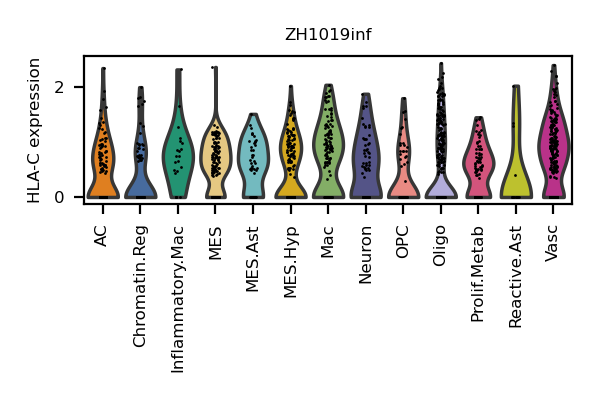 ZH1019inf
HLA-C expression
2
0
AC
Chromatin.Reg
Inflammatory.Mac
MES
MES.Ast
MES.Hyp
Mac
Neuron
OPC
Oligo
Prolif.Metab
Reactive.Ast
Vasc